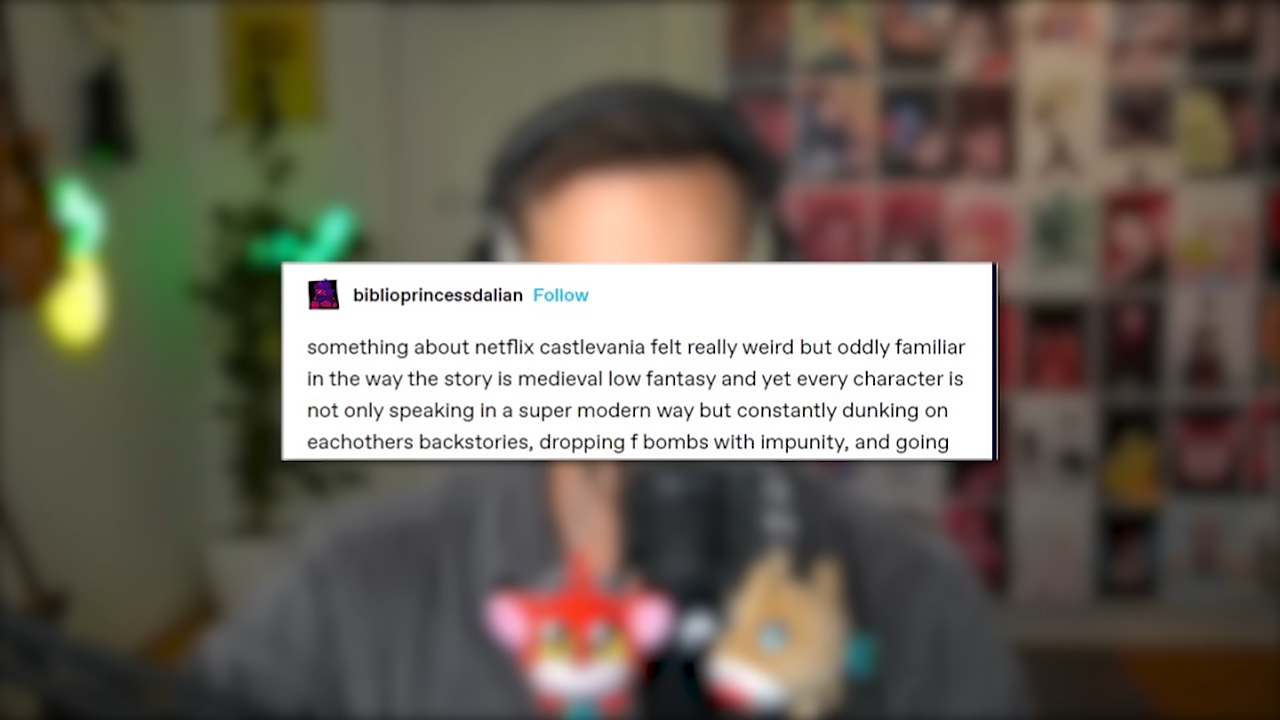 biblioprincessdalian Follow
something about netflix castlevania felt really weird but oddly familiar
in the way the story is medieval low fantasy and yet every character is
not only speaking in a super modern way but constantly dunking on
eachothers backstories, dropping f bombs with impunity, and going